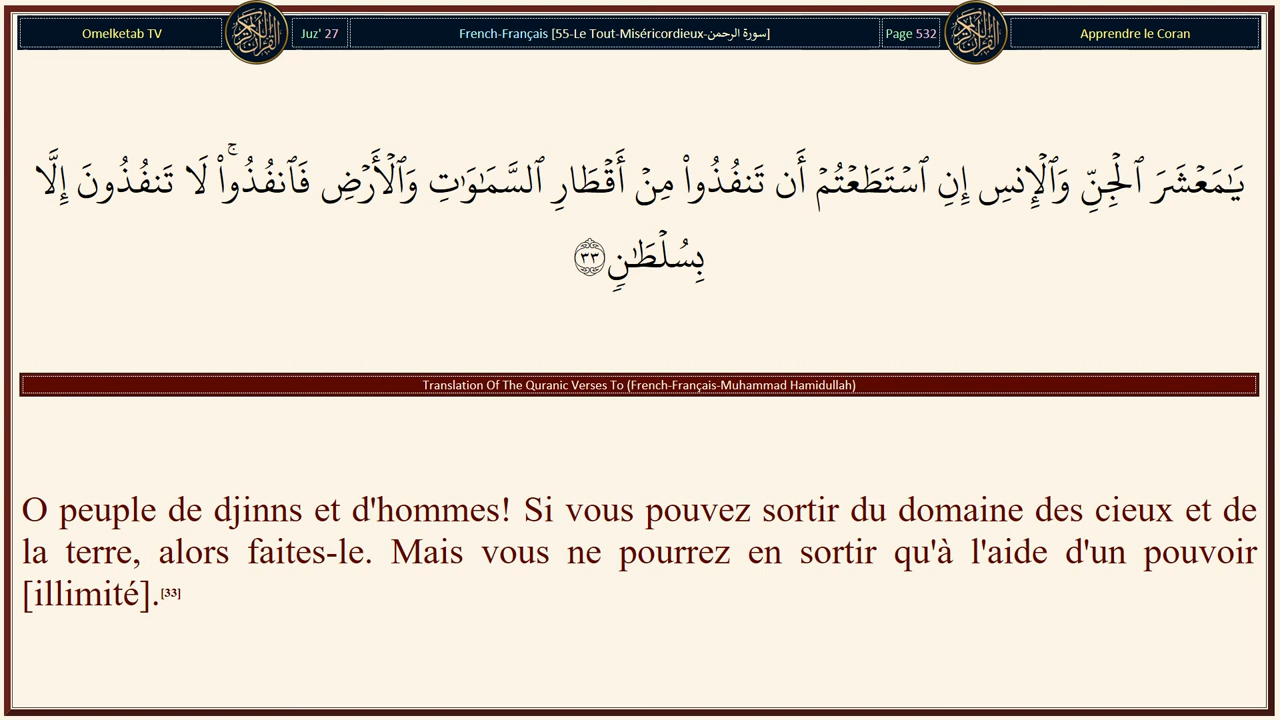 Omelketab TV
Juz' 27
French-Français [55-Le Tout-Miséricordieux-سورة الرحمن]
Page 532
Apprendre le Coran
يَـٰمَعْشَرَ ٱلْجِنِّ وَٱلْإِنسِ إِنِ ٱسْتَطَعْتُمْ أَن تَنفُذُوا۟ مِنْ أَقْطَارِ ٱلسَّمَـٰوَٰتِ وَٱلْأَرْضِ فَٱنفُذُوا۟ ۚ لَا تَنفُذُونَ إِلَّا
بِسُلْطَـٰنٍ ٣٣
Translation Of The Quranic Verses To (French-Français-Muhammad Hamidullah)
O peuple de djinns et d'hommes! Si vous pouvez sortir du domaine des cieux et de
la terre, alors faites-le. Mais vous ne pourrez en sortir qu'à l'aide d'un pouvoir
[illimité].[33]